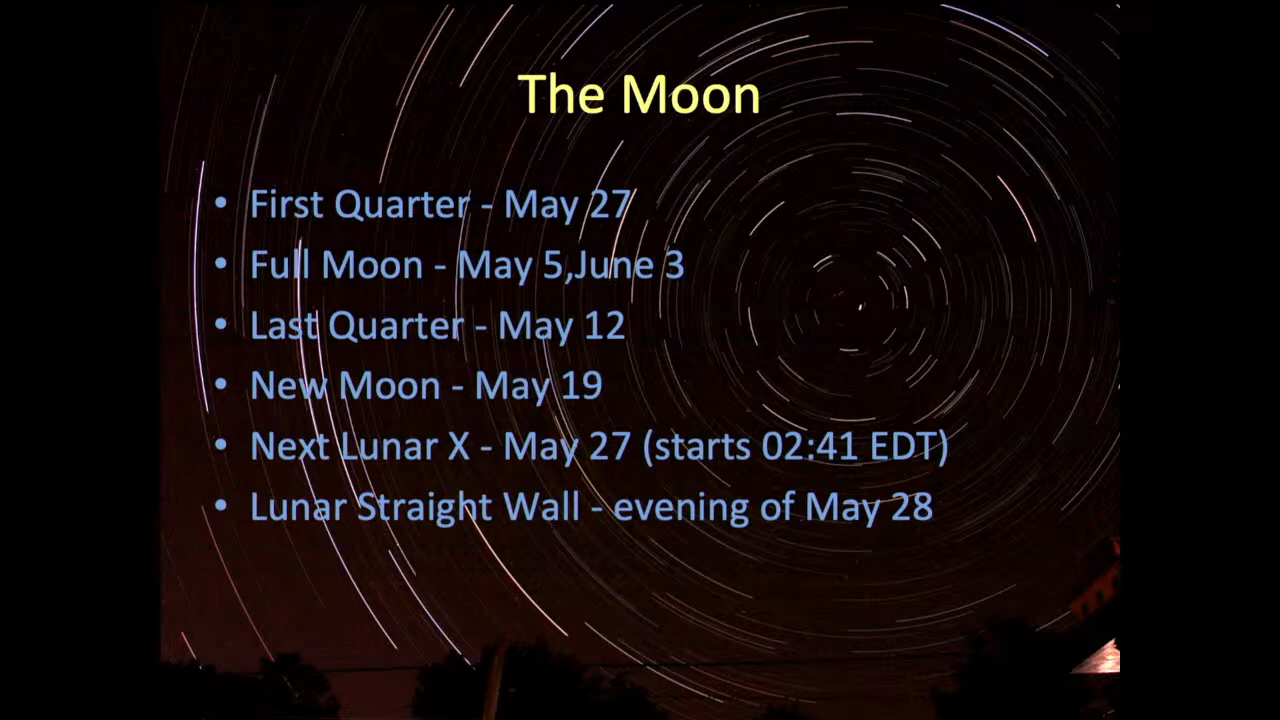 The Moon
• First Quarter - May 27
• Full Moon - May 5,June 3
• Last Quarter - May 12
• New Moon - May 19
• Next Lunar X - May 27 (starts 02:41 EDT)
• Lunar Straight Wall - evening of May 28